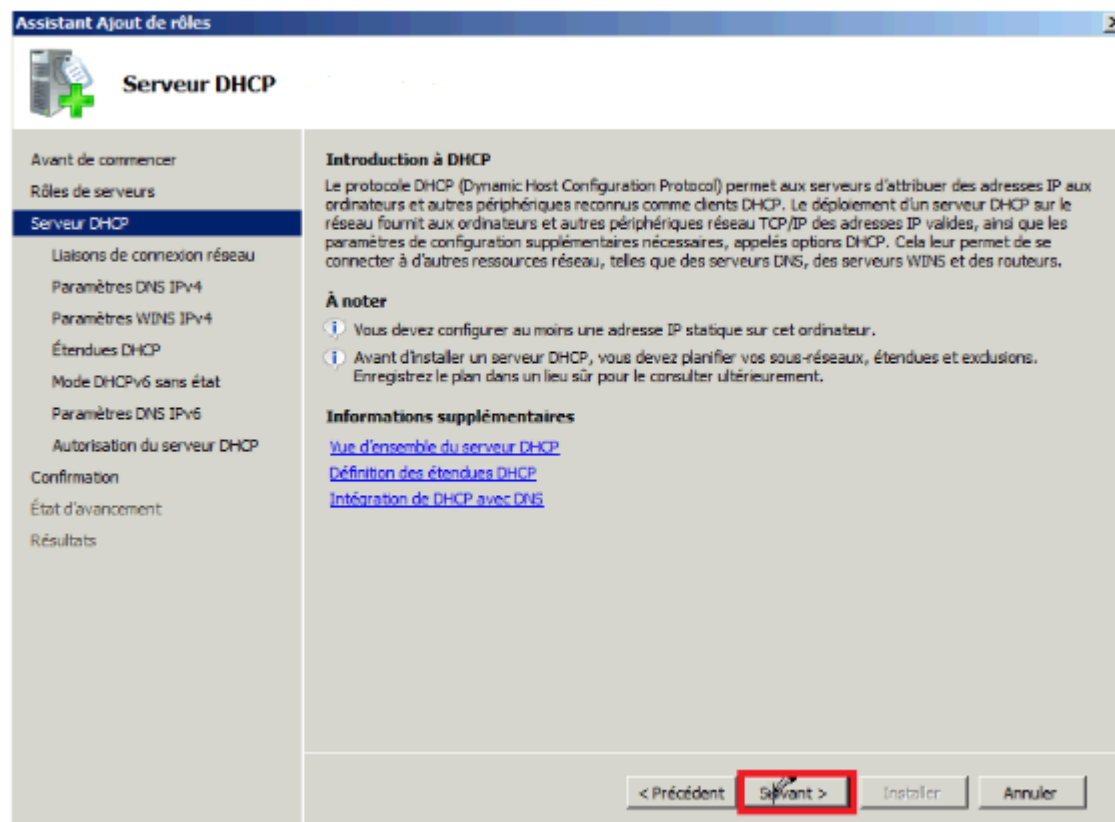 Assistant Ajout de rôles
Serveur DHCP
Avant de commencer
Rôles de serveurs
Serveur DHCP
Liaisons de connexion réseau
Paramètres DNS IPv4
Paramètres WINS IPv4
Étendues DHCP
Mode DHCPv6 sans état
Paramètres DNS IPv6
Autorisation du serveur DHCP
Confirmation
État d'avancement
Résultats
Introduction à DHCP
Le protocole DHCP (Dynamic Host Configuration Protocol) permet aux serveurs d'attribuer des adresses IP aux
ordinateurs et autres périphériques reconnus comme clients DHCP. Le déploiement d'un serveur DHCP sur le
réseau fournit aux ordinateurs et autres périphériques réseau TCP/IP des adresses IP valides, ainsi que les
paramètres de configuration supplémentaires nécessaires, appelés options DHCP. Cela leur permet de se
connecter à d'autres ressources réseau, telles que des serveurs DNS, des serveurs WINS et des routeurs.
À noter
Vous devez configurer au moins une adresse IP statique sur cet ordinateur.
Avant d'installer un serveur DHCP, vous devez planifier vos sous-réseaux, étendues et exclusions.
Enregistrez le plan dans un lieu sûr pour le consulter ultérieurement.
Informations supplémentaires
Vue d'ensemble du serveur DHCP
Définition des étendues DHCP
Intégration de DHCP avec DNS
< Précédent
Suivant >
Installer
Annuler